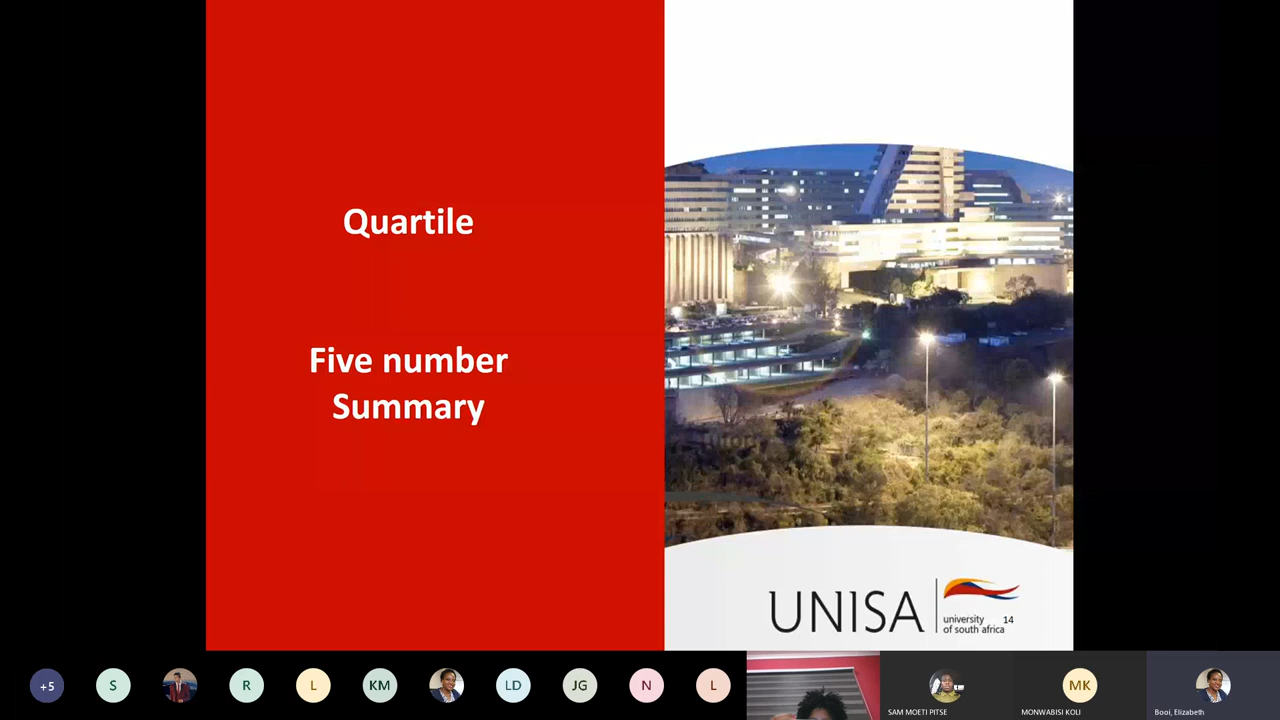 Quartile
Five number
Summary
UNISA
university
of south africa
14
+5
S
R
L
KM
LD
JG
N
L
SAM MOETI PITSE
MK
MONWABISI KOLI
Booi, Elizabeth